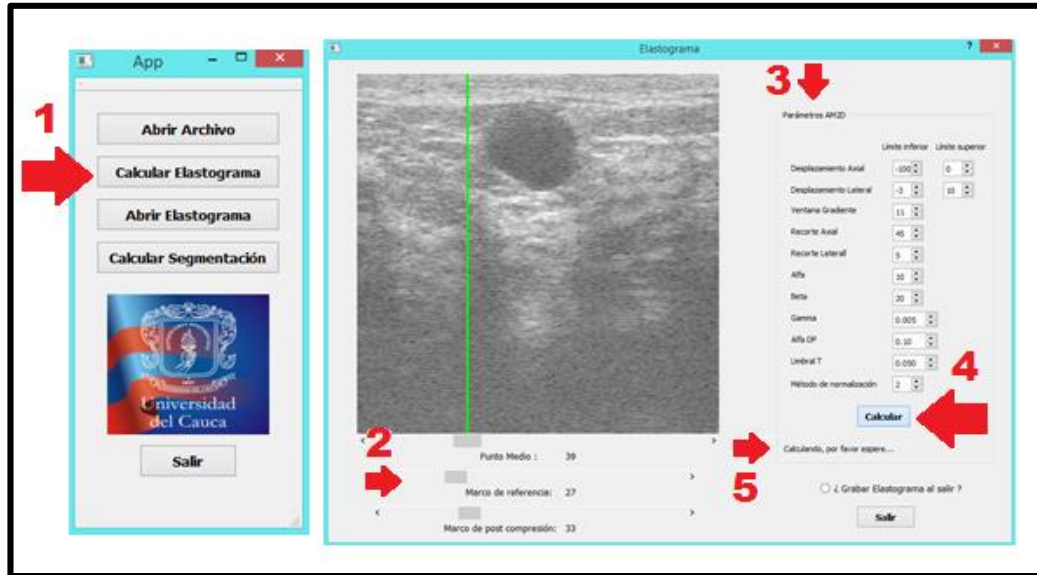 1
App
Abrir Archivo
Calcular Elastograma
Abrir Elastograma
Calcular Segmentación
Universidad
del Cauca
Salir
Elastograma
?
2
Punto Medio : 39
Marco de referencia: 27
Marco de post compresión: 33
3
Parámetros AM2D
Límite inferior Límite superior
Desplazamento Axial -100 0
Desplazamento Lateral -3 10
Ventana Gradiente 11
Recorte Axial 45
Recorte Laterall 5
Alfa 10
Beta 20
Gamma 0.005
Alfa DP 0.10
Umbral T 0.050
Método de normalización 2
4
Calcular
Calculando, por favor espere...
5
¿ Grabar Elastograma al salir ?
Salir